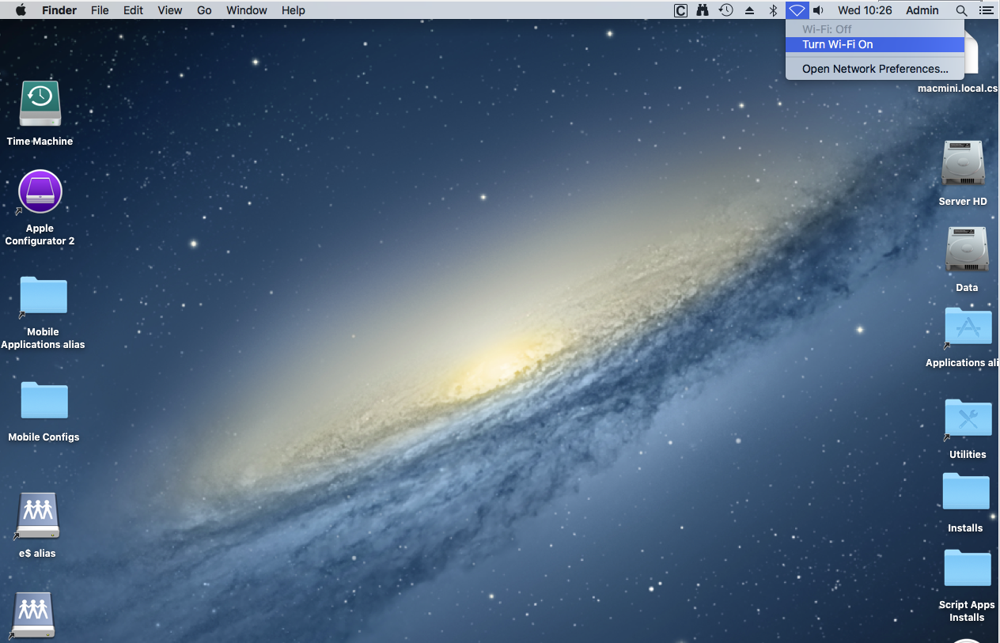 Finder File Edit View Go Window Help C Wed 10:26 Admin
Wi-Fi: Off
Turn Wi-Fi On
Open Network Preferences...
macmini.local.cs
Time Machine
Server HD
Apple
Configurator 2
Data
Mobile
Applications alias
Applications ali
Mobile Configs
Utilities
Installs
e$ alias
Script Apps
Installs